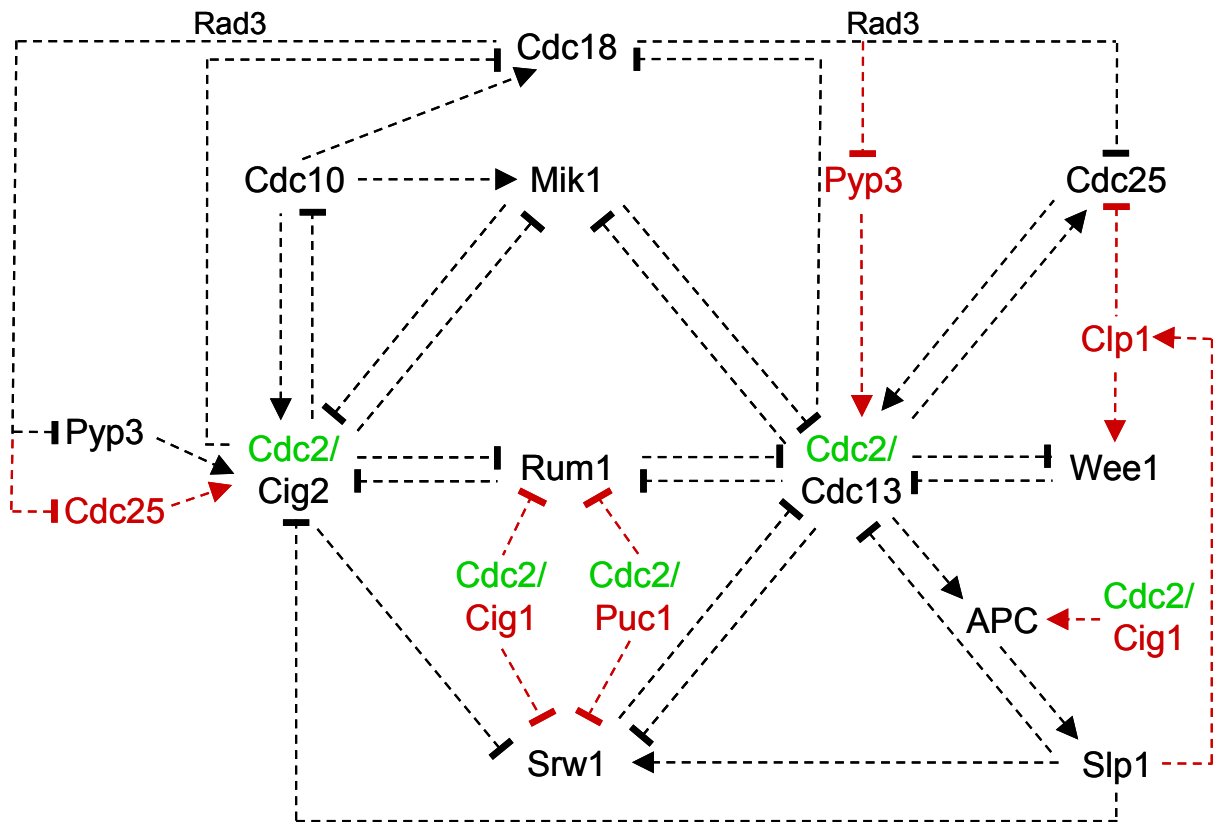 Rad3
Cdc18
Rad3
Cdc10
Mik1
Pyp3
Cdc25
Clp1
Pyp3
Cdc2/
Cig2
Cdc25
Rum1
Cdc2/
Cdc13
Wee1
Cdc2/
Cig1
Cdc2/
Puc1
APC
Cdc2/
Cig1
Srw1
Slp1